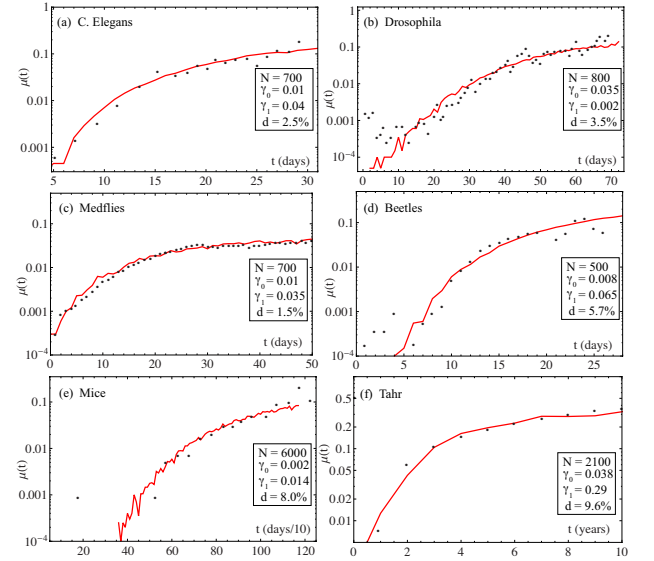 (a) C. Elegans
0.1
0.01
0.001
μ(t)
N = 700
γ0 = 0.01
γ1 = 0.04
d = 2.5%
t (days)
5 10 15 20 25 30
(b) Drosophila
1
0.1
0.01
0.001
10⁻⁴
μ(t)
N = 800
γ0 = 0.035
γ1 = 0.002
d = 3.5%
t (days)
0 10 20 30 40 50 60 70
(c) Medflies
0.1
0.01
0.001
10⁻⁴
μ(t)
N = 700
γ0 = 0.01
γ1 = 0.035
d = 1.5%
t (days)
0 10 20 30 40 50
(d) Beetles
0.1
0.01
0.001
10⁻⁴
μ(t)
N = 500
γ0 = 0.008
γ1 = 0.065
d = 5.7%
t (days)
0 5 10 15 20 25
(e) Mice
0.1
0.01
0.001
10⁻⁴
μ(t)
N = 6000
γ0 = 0.002
γ1 = 0.014
d = 8.0%
t (days/10)
20 40 60 80 100 120
(f) Tahr
0.5
0.2
0.1
0.05
0.02
0.01
μ(t)
N = 2100
γ0 = 0.038
γ1 = 0.29
d = 9.6%
t (years)
0 2 4 6 8 10